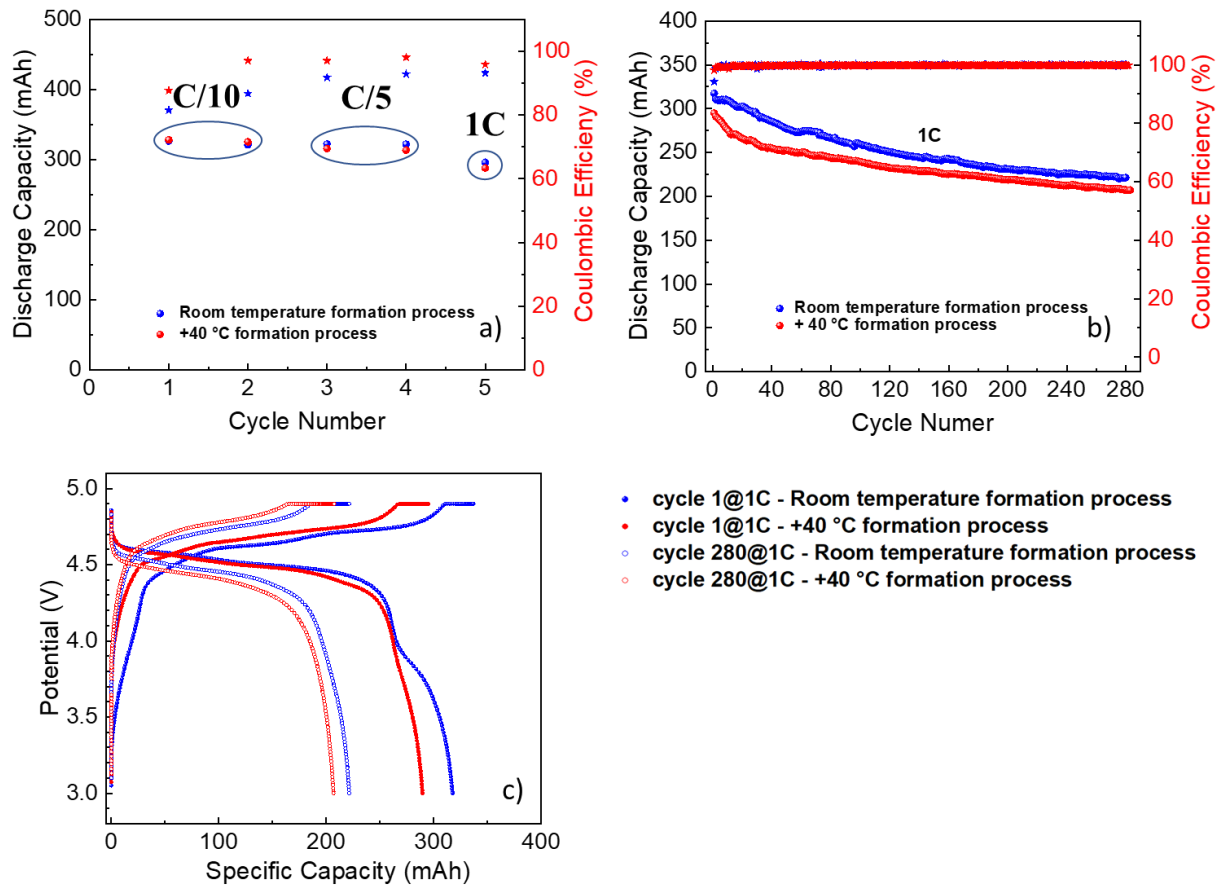 500
400
300
200
100
0
Discharge Capacity (mAh)
C/10
C/5
1C
Room temperature formation process
+40 °C formation process
a)
0
1
2
3
4
5
Cycle Number
100
80
60
40
20
0
Coulombic Efficieny (%)
400
350
300
250
200
150
100
50
0
Discharge Capacity (mAh)
1C
Room temperature formation process
+ 40 °C formation process
b)
0
40
80
120
160
200
240
280
Cycle Numer
100
80
60
40
20
0
Coulombic Efficiency (%)
5.0
4.5
4.0
3.5
3.0
Potential (V)
c)
0
100
200
300
400
Specific Capacity (mAh)
cycle 1@1C - Room temperature formation process
cycle 1@1C - +40 °C formation process
cycle 280@1C - Room temperature formation process
cycle 280@1C - +40 °C formation process